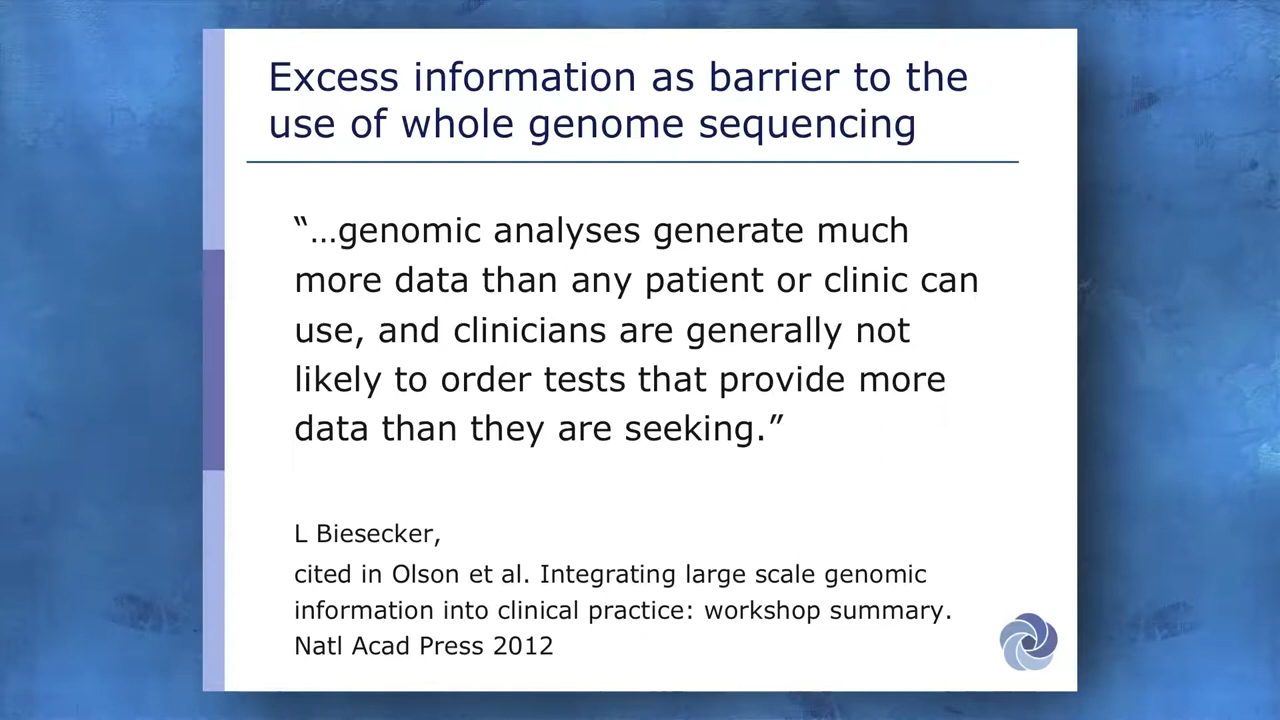 Excess information as barrier to the
use of whole genome sequencing
“…genomic analyses generate much
more data than any patient or clinic can
use, and clinicians are generally not
likely to order tests that provide more
data than they are seeking.”
L Biesecker,
cited in Olson et al. Integrating large scale genomic
information into clinical practice: workshop summary.
Natl Acad Press 2012